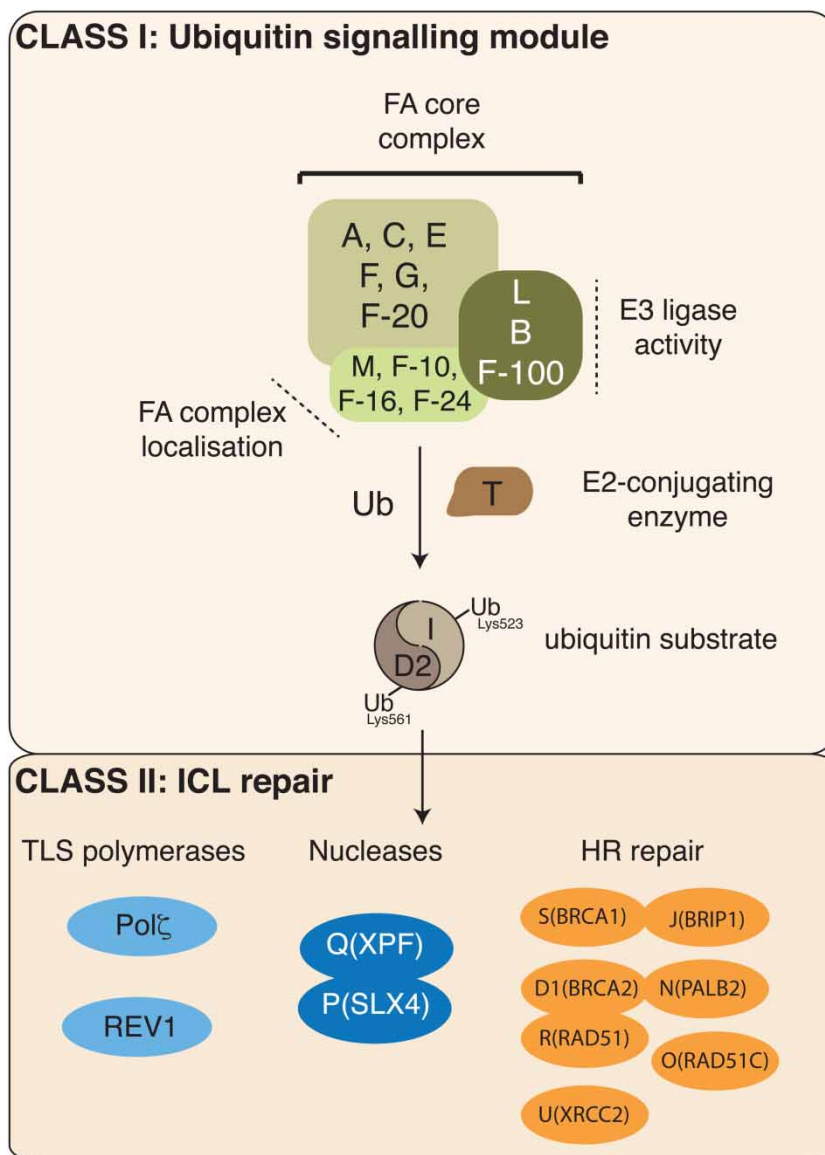 CLASS I: Ubiquitin signalling module
FA core
complex
A, C, E
F, G,
F-20
L
B
F-100
E3 ligase
activity
M, F-10,
F-16, F-24
FA complex
localisation
Ub
T
E2-conjugating
enzyme
Ub
Lys523
I
D2
ubiquitin substrate
Ub
Lys561
CLASS II: ICL repair
TLS polymerases
Polζ
REV1
Nucleases
Q(XPF)
P(SLX4)
HR repair
S(BRCA1)
J(BRIP1)
D1(BRCA2)
N(PALB2)
R(RAD51)
O(RAD51C)
U(XRCC2)